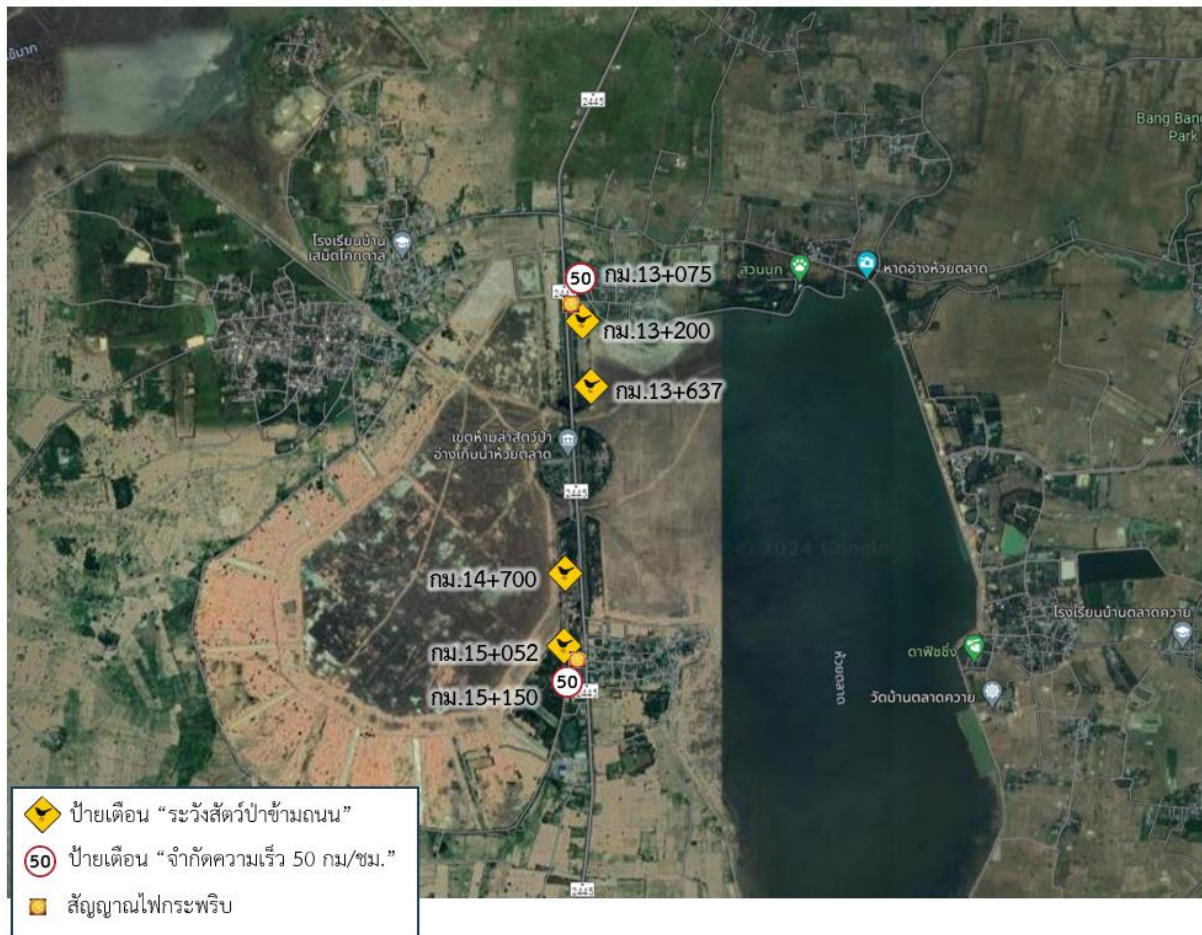 2445
Bang Bang
Park
โรงเรียนบ้าน
เสม็ดโคกตาล
50
กม.13+075
สวนนก
หาดอ่างห้วยตลาด
กม.13+200
กม.13+637
เขตห้ามล่าสัตว์ป่า
อ่างเก็บน้ำห้วยตลาด
2445
© 2024 Google
กม.14+700
โรงเรียนบ้านตลาดควาย
กม.15+052
ตาฟิชชิ่ง
ห้วยตลาด
50
กม.15+150
2445
วัดบ้านตลาดควาย
ป้ายเตือน “ระวังสัตว์ป่าข้ามถนน”
50
ป้ายเตือน “จำกัดความเร็ว 50 กม/ชม.”
2445
สัญญาณไฟกระพริบ